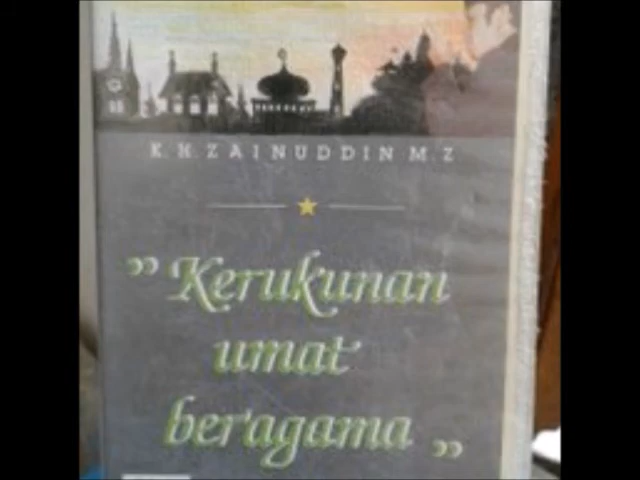 K. H. ZAINUDDIN M. Z
" Kerukunan
umat
beragama "